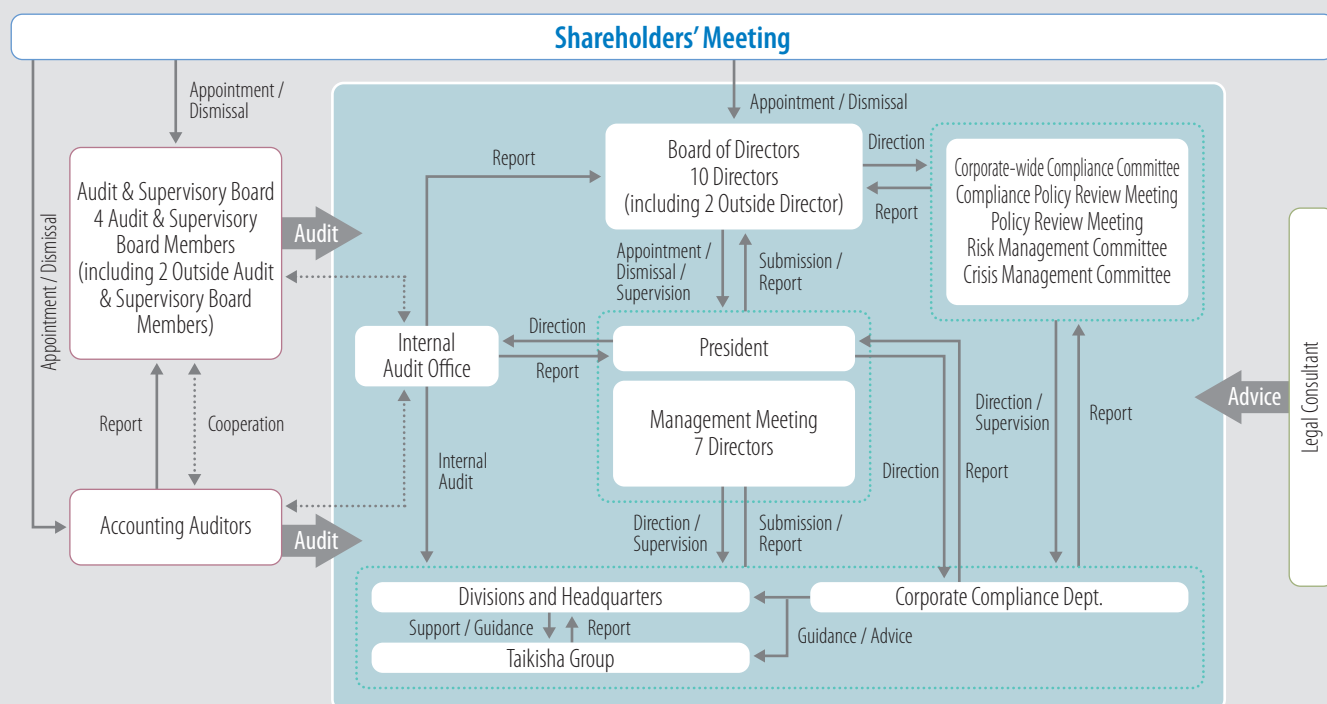 Shareholders' Meeting
Appointment /
Dismissal
Appointment / Dismissal
Appointment / Dismissal
Audit & Supervisory Board
4 Audit & Supervisory
Board Members
(including 2 Outside Audit
& Supervisory Board
Members)
Audit
Report
Board of Directors
10 Directors
(including 2 Outside Director)
Direction
Report
Corporate-wide Compliance Committee
Compliance Policy Review Meeting
Policy Review Meeting
Risk Management Committee
Crisis Management Committee
Appointment /
Dismissal /
Supervision
Submission /
Report
Internal
Audit Office
Direction
Report
President
Management Meeting
7 Directors
Legal Consultant
Advice
Report
Cooperation
Internal
Audit
Direction
Report
Direction /
Supervision
Report
Accounting Auditors
Audit
Direction /
Supervision
Submission /
Report
Divisions and Headquarters
Corporate Compliance Dept.
Support / Guidance
Report
Guidance / Advice
Taikisha Group